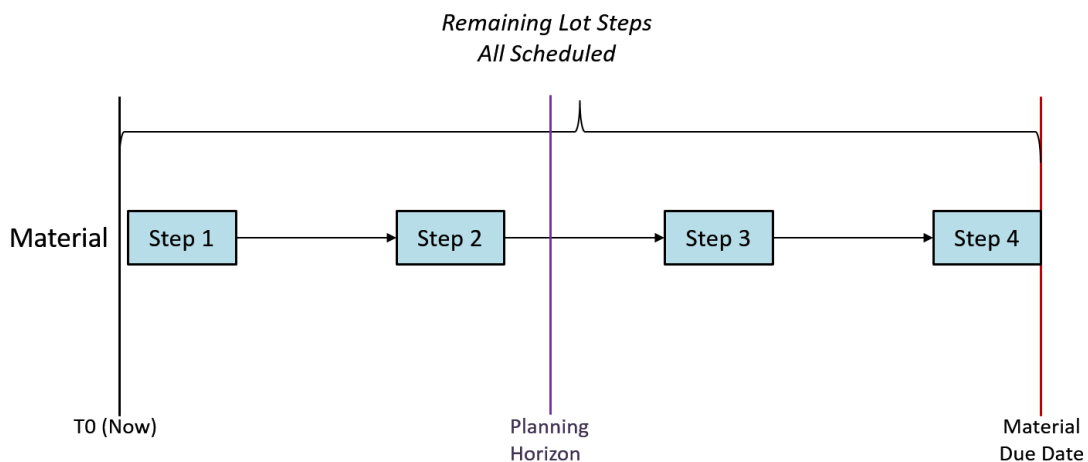 Remaining Lot Steps
All Scheduled
Material
Step 1
Step 2
Step 3
Step 4
T0 (Now)
Planning
Horizon
Material
Due Date